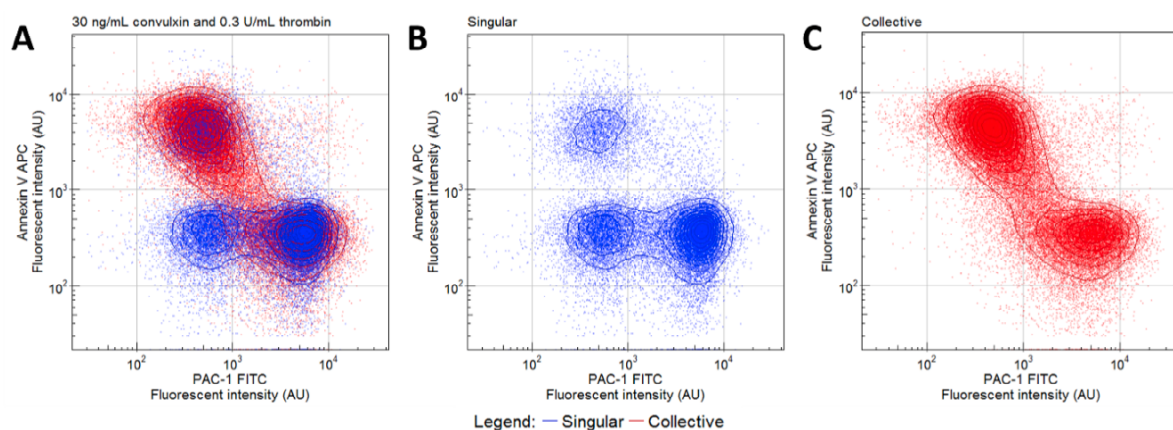 A
30 ng/mL convulxin and 0.3 U/mL thrombin
Annexin V APC
Fluorescent intensity (AU)
10⁴
10³
10²
10² 10³ 10⁴
PAC-1 FITC
Fluorescent intensity (AU)
B
Singular
Annexin V APC
Fluorescent intensity (AU)
10⁴
10³
10²
10² 10³ 10⁴
PAC-1 FITC
Fluorescent intensity (AU)
C
Collective
Annexin V APC
Fluorescent intensity (AU)
10⁴
10³
10²
10² 10³ 10⁴
PAC-1 FITC
Fluorescent intensity (AU)
Legend: Singular Collective